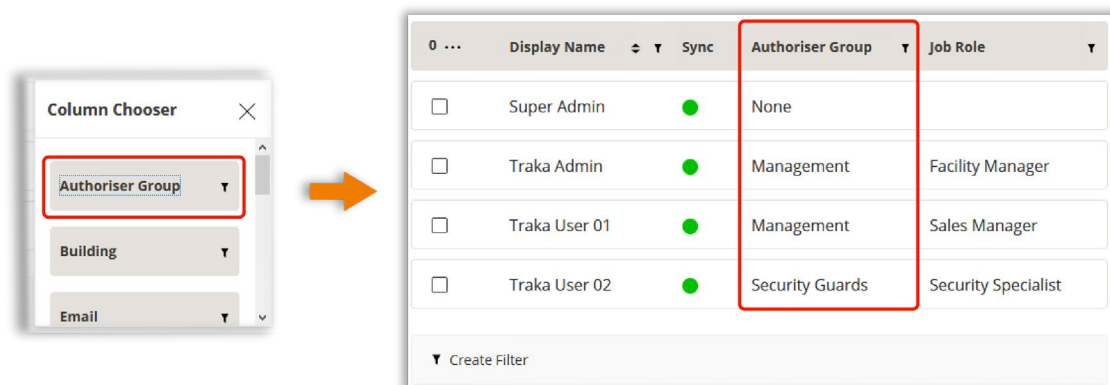 Column Chooser
Authoriser Group
Building
Email
0 ... Display Name Sync Authoriser Group Job Role
Super Admin None
Traka Admin Management Facility Manager
Traka User 01 Management Sales Manager
Traka User 02 Security Guards Security Specialist
Create Filter